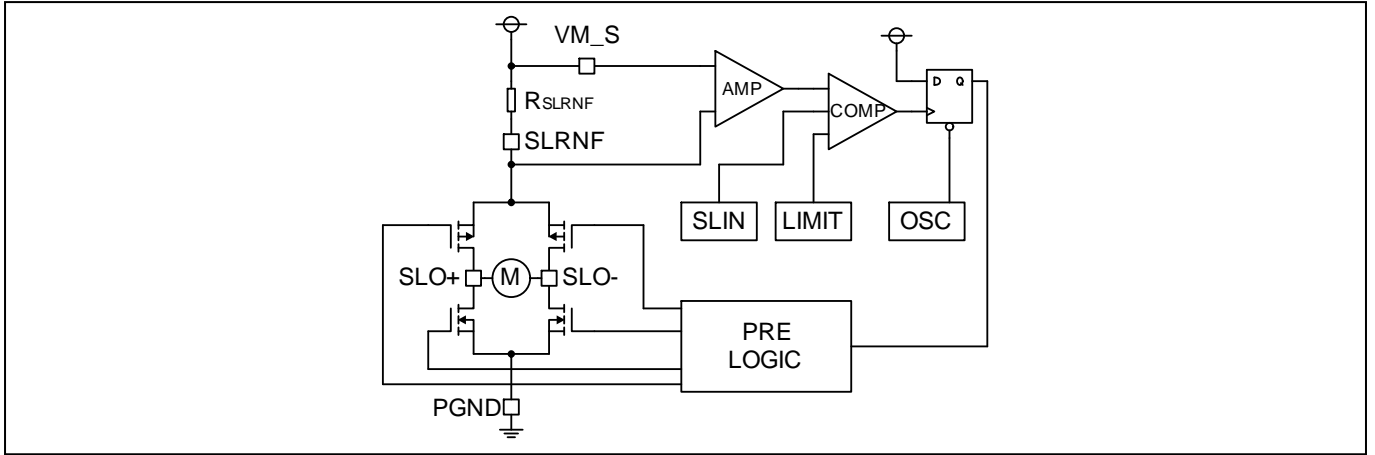 VM_S
AMP
D Q
RSLRNF
COMP
SLRNF
SLIN
LIMIT
OSC
SLO+
M
SLO-
PRE
LOGIC
PGND